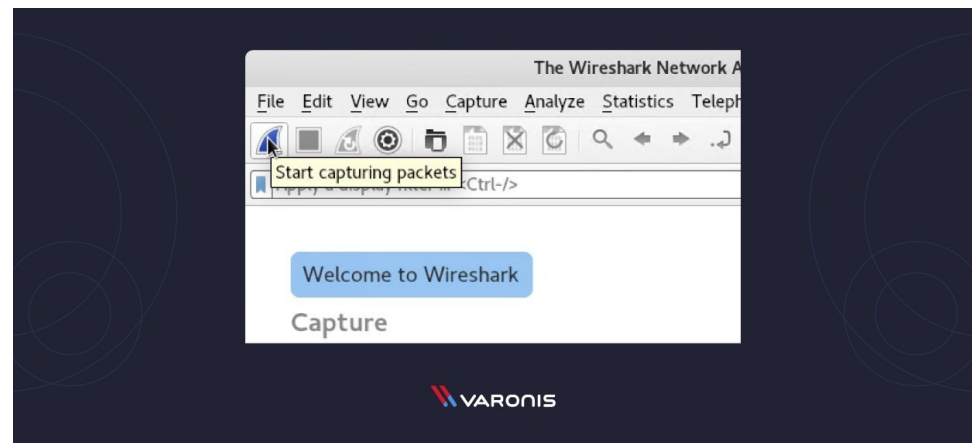 The Wireshark Network A
File Edit View Go Capture Analyze Statistics Teleph
Start capturing packets
<Ctrl-/>
Welcome to Wireshark
Capture
VARONIS